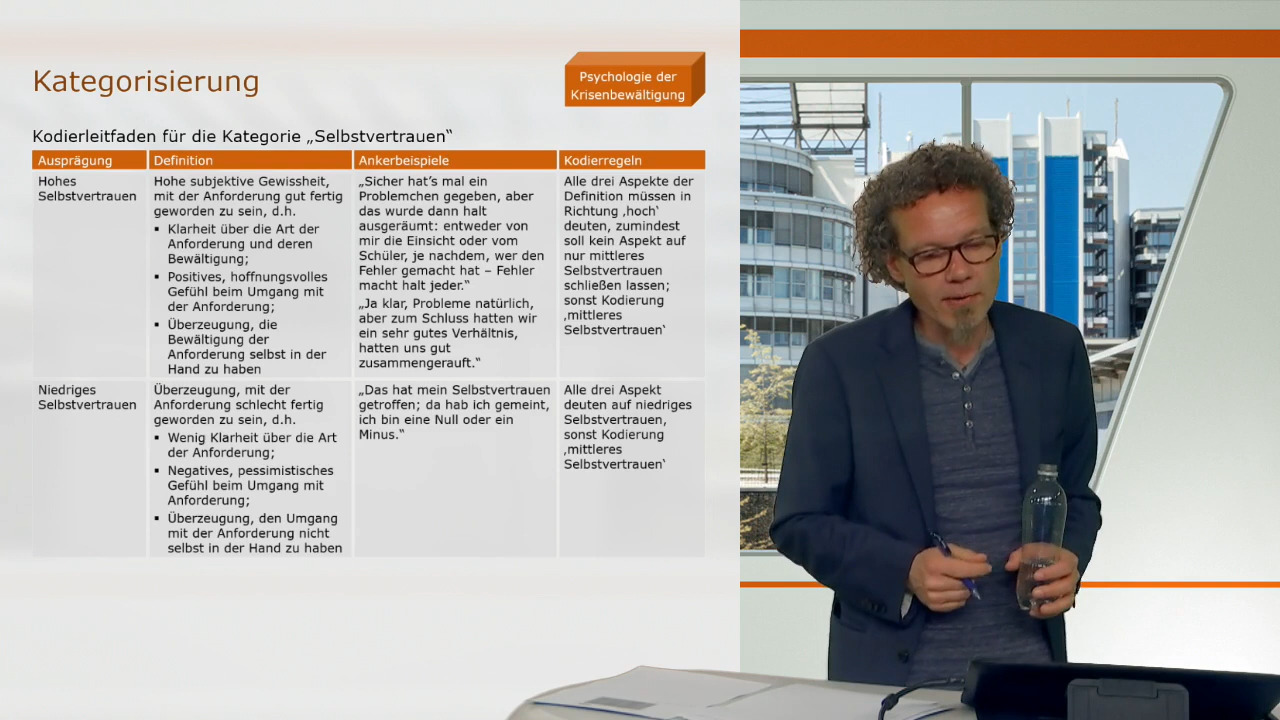 Kategorisierung
Psychologie der
Krisenbewältigung
Kodierleitfaden für die Kategorie „Selbstvertrauen“
Ausprägung
Definition
Ankerbeispiele
Kodierregeln
Hohes
Selbstvertrauen
Hohe subjektive Gewissheit,
mit der Anforderung gut fertig
geworden zu sein, d.h.
▪ Klarheit über die Art der
Anforderung und deren
Bewältigung;
▪ Positives, hoffnungsvolles
Gefühl beim Umgang mit
der Anforderung;
▪ Überzeugung, die
Bewältigung der
Anforderung selbst in der
Hand zu haben
„Sicher hat’s mal ein
Problemchen gegeben, aber
das wurde dann halt
ausgeräumt: entweder von
mir die Einsicht oder vom
Schüler, je nachdem, wer den
Fehler gemacht hat – Fehler
macht halt jeder.“
„Ja klar, Probleme natürlich,
aber zum Schluss hatten wir
ein sehr gutes Verhältnis,
hatten uns gut
zusammengerauft.“
Alle drei Aspekte der
Definition müssen in
Richtung ‚hoch‘
deuten, zumindest
soll kein Aspekt auf
nur mittleres
Selbstvertrauen
schließen lassen;
sonst Kodierung
‚mittleres
Selbstvertrauen‘
Niedriges
Selbstvertrauen
Überzeugung, mit der
Anforderung schlecht fertig
geworden zu sein, d.h.
▪ Wenig Klarheit über die Art
der Anforderung;
▪ Negatives, pessimistisches
Gefühl beim Umgang mit
Anforderung;
▪ Überzeugung, den Umgang
mit der Anforderung nicht
selbst in der Hand zu haben
„Das hat mein Selbstvertrauen
getroffen; da hab ich gemeint,
ich bin eine Null oder ein
Minus.“
Alle drei Aspekt
deuten auf niedriges
Selbstvertrauen,
sonst Kodierung
‚mittleres
Selbstvertrauen‘